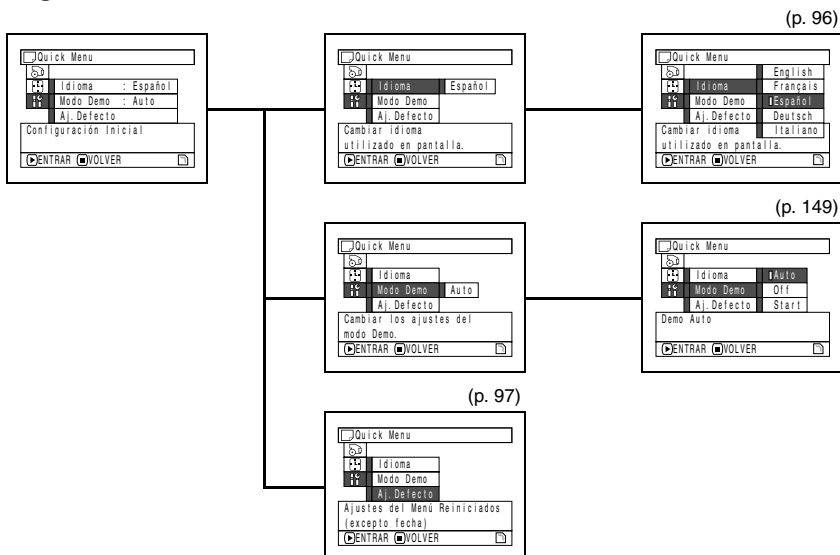 (p. 96)
Quick Menu
Idioma : Español
Modo Demo : Auto
Aj. Defecto
Configuración Inicial
ENTRAR VOLVER
Quick Menu
Idioma Español
Modo Demo
Aj. Defecto
Cambiar idioma
utilizado en pantalla.
ENTRAR VOLVER
Quick Menu
English
Idioma Français
Modo Demo Español
Aj. Defecto Deutsch
Cambiar idioma Italiano
utilizado en pantalla.
ENTRAR VOLVER
(p. 149)
Quick Menu
Idioma
Modo Demo Auto
Aj. Defecto
Cambiar los ajustes del
modo Demo.
ENTRAR VOLVER
Quick Menu
Idioma Auto
Modo Demo Off
Aj. Defecto Start
Demo Auto
ENTRAR VOLVER
(p. 97)
Quick Menu
Idioma
Modo Demo
Aj. Defecto
Ajustes del Menú Reiniciados
(excepto fecha)
ENTRAR VOLVER